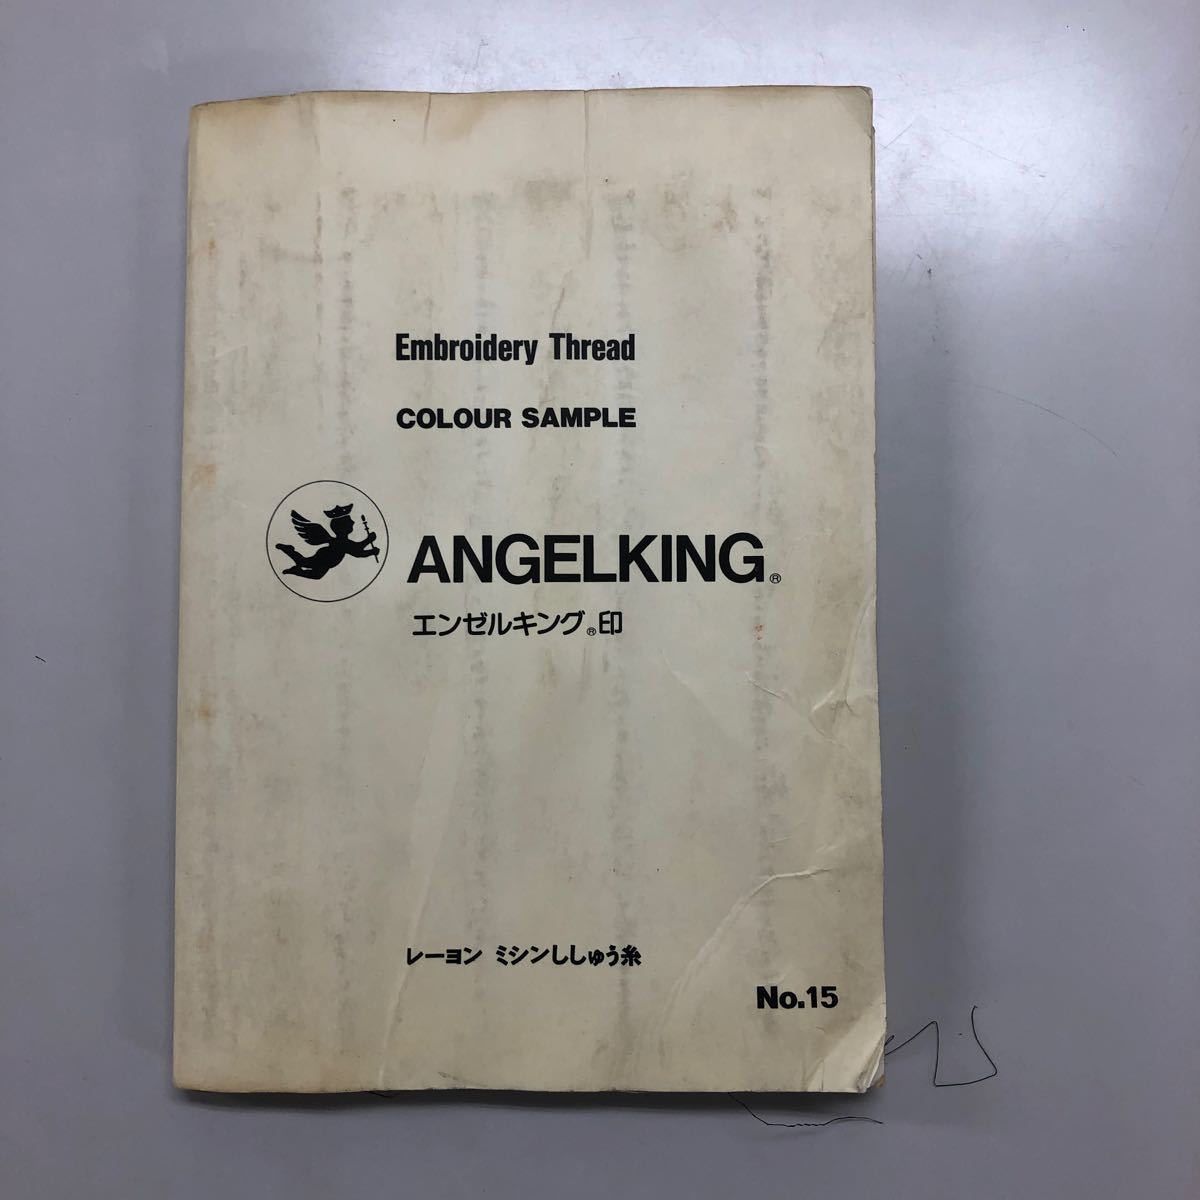 Embroidery Thread
COLOUR SAMPLE
ANGELKING®
エンゼルキング®印
レーヨン ミシンししゅう糸
No.15